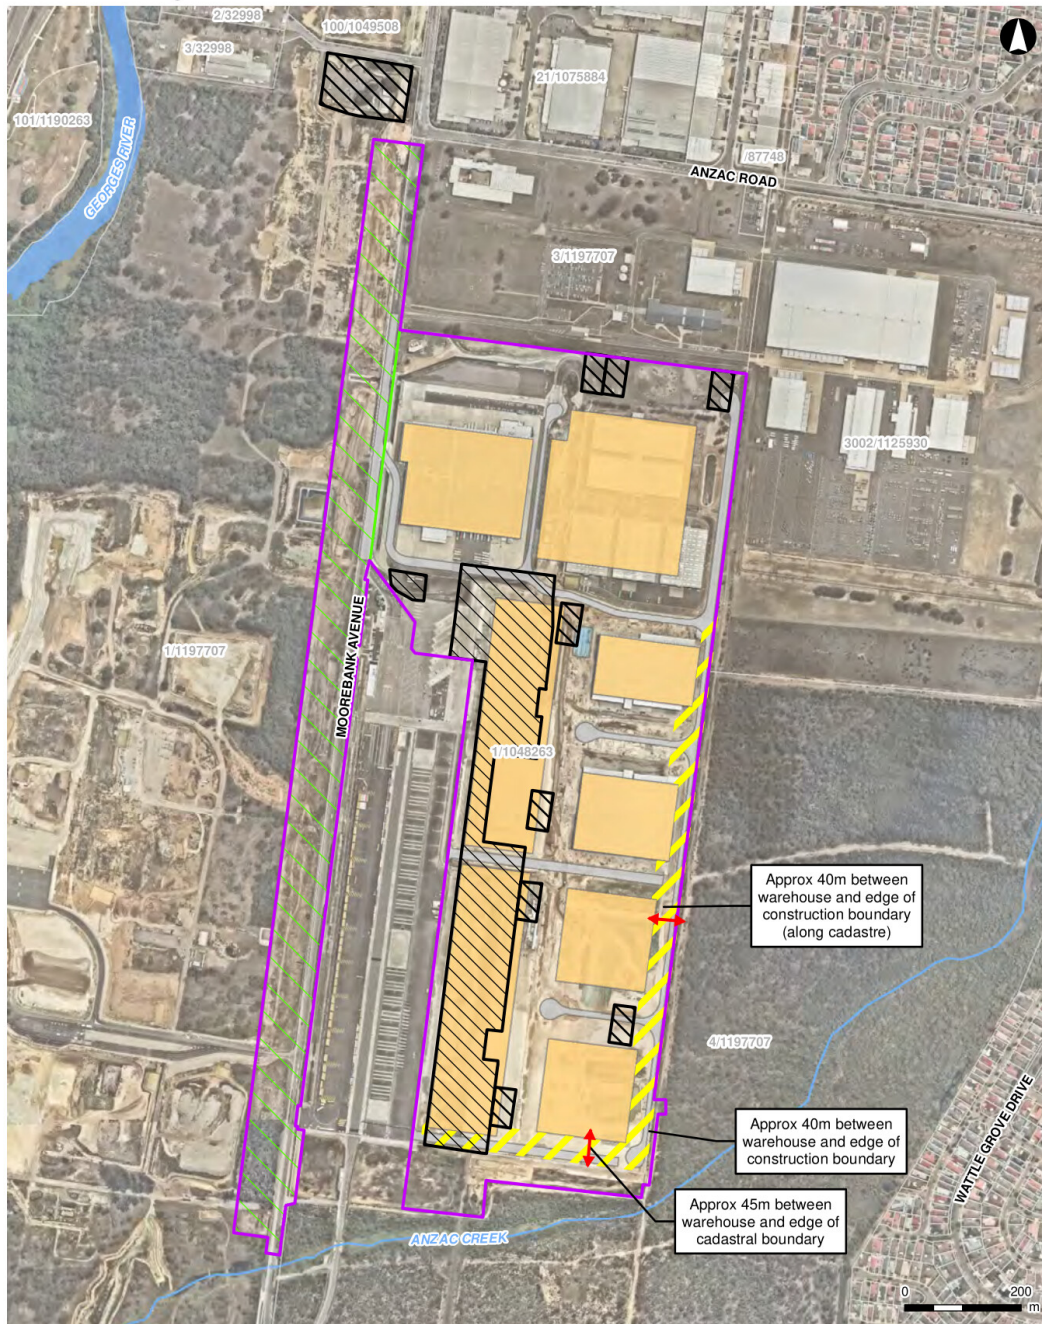 2/32998
100/1049508
3/32998
21/1075884
101/1190263
/87748
ANZAC ROAD
GEORGES RIVER
3/1197707
3002/1125930
MOOREBANK AVENUE
1/1197707
1/1048263
Approx 40m between
warehouse and edge of
construction boundary
(along cadastre)
4/1197707
Approx 40m between
warehouse and edge of
construction boundary
WATTLE GROVE DRIVE
Approx 45m between
warehouse and edge of
cadastral boundary
ANZAC CREEK
0 200
m